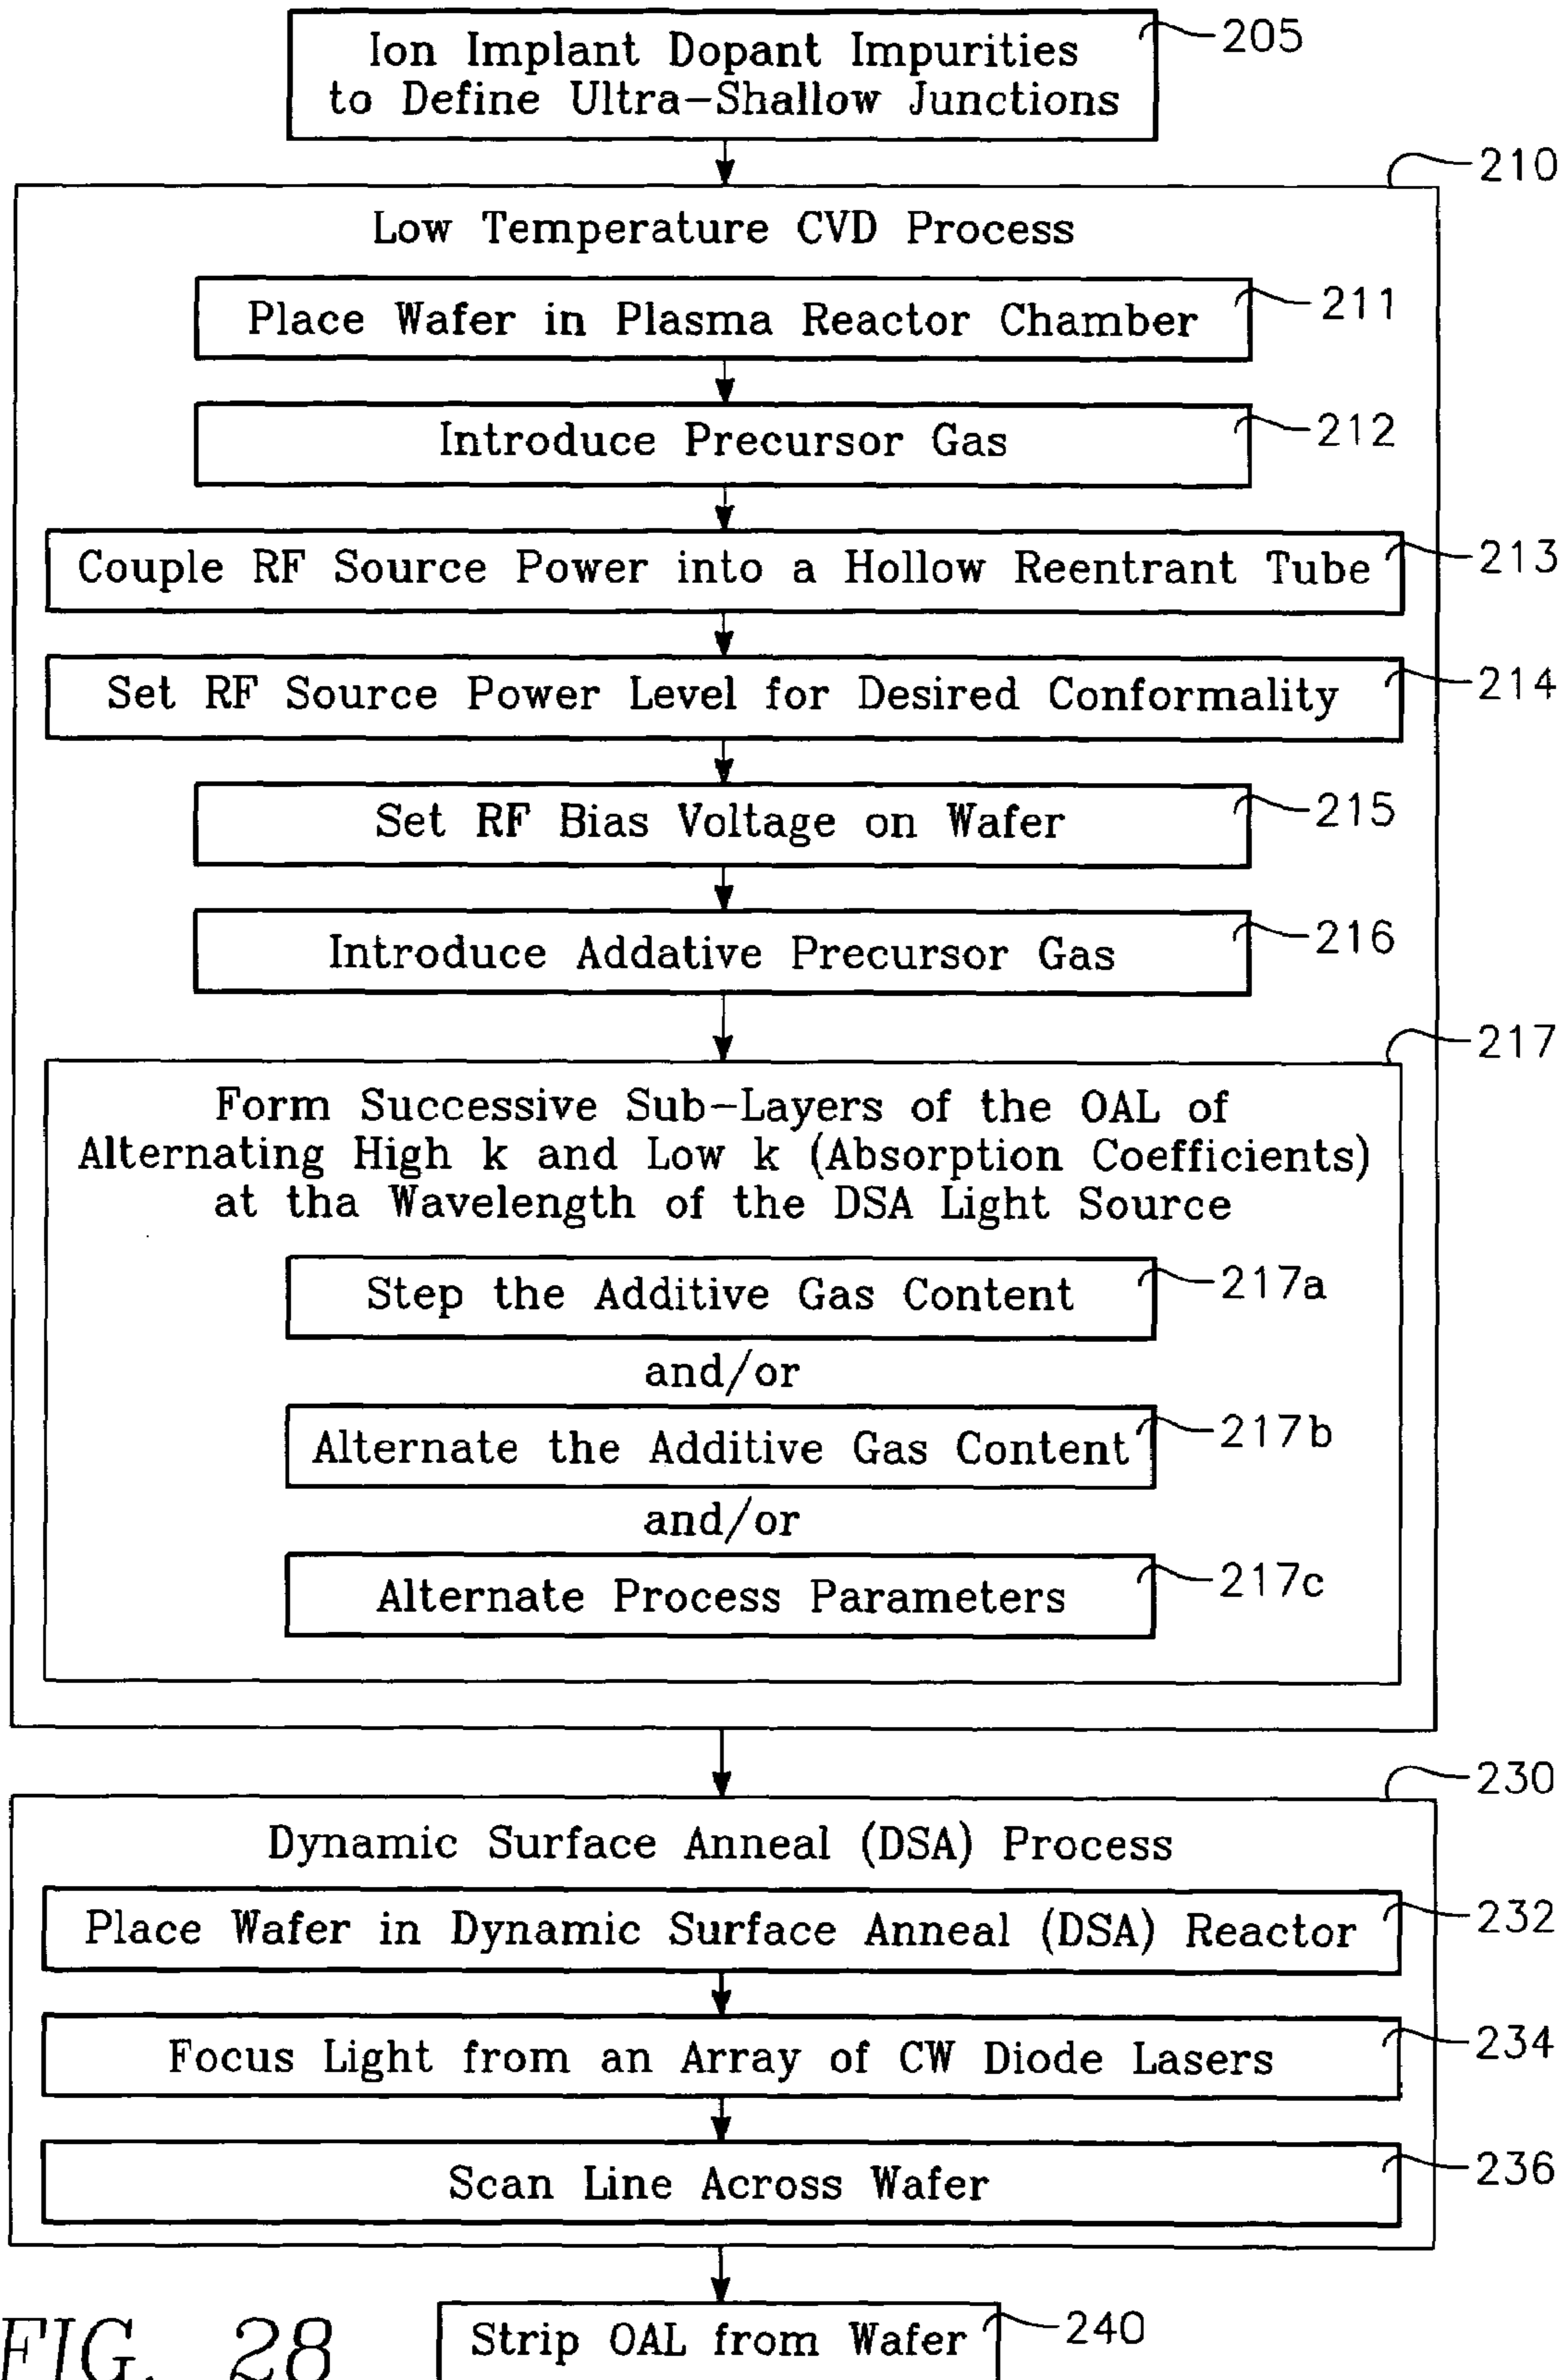 Ion Implant Dopant Impurities
to Define Ultra-Shallow Junctions
205
210
Low Temperature CVD Process
Place Wafer in Plasma Reactor Chamber
211
Introduce Precursor Gas
212
Couple RF Source Power into a Hollow Reentrant Tube
213
Set RF Source Power Level for Desired Conformality
214
Set RF Bias Voltage on Wafer
215
Introduce Addative Precursor Gas
216
217
Form Successive Sub-Layers of the OAL of
Alternating High k and Low k (Absorption Coefficients)
at tha Wavelength of the DSA Light Source
Step the Additive Gas Content
217a
and/or
Alternate the Additive Gas Content
217b
and/or
Alternate Process Parameters
217c
230
Dynamic Surface Anneal (DSA) Process
Place Wafer in Dynamic Surface Anneal (DSA) Reactor
232
Focus Light from an Array of CW Diode Lasers
234
Scan Line Across Wafer
236
Strip OAL from Wafer
240
FIG. 28